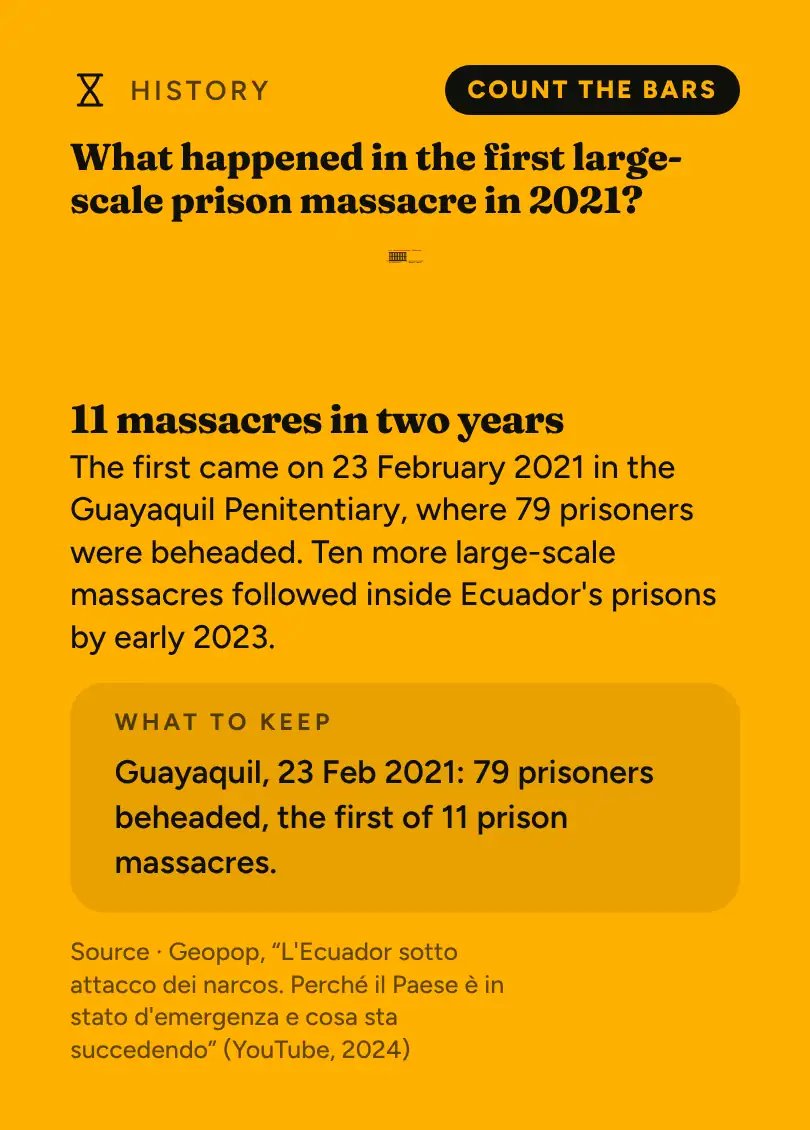 HISTORY
COUNT THE BARS
What happened in the first large-
scale prison massacre in 2021?
11 massacres in two years
The first came on 23 February 2021 in the
Guayaquil Penitentiary, where 79 prisoners
were beheaded. Ten more large-scale
massacres followed inside Ecuador's prisons
by early 2023.
WHAT TO KEEP
Guayaquil, 23 Feb 2021: 79 prisoners
beheaded, the first of 11 prison
massacres.
Source · Geopop, “L'Ecuador sotto
attacco dei narcos. Perché il Paese è in
stato d'emergenza e cosa sta
succedendo” (YouTube, 2024)